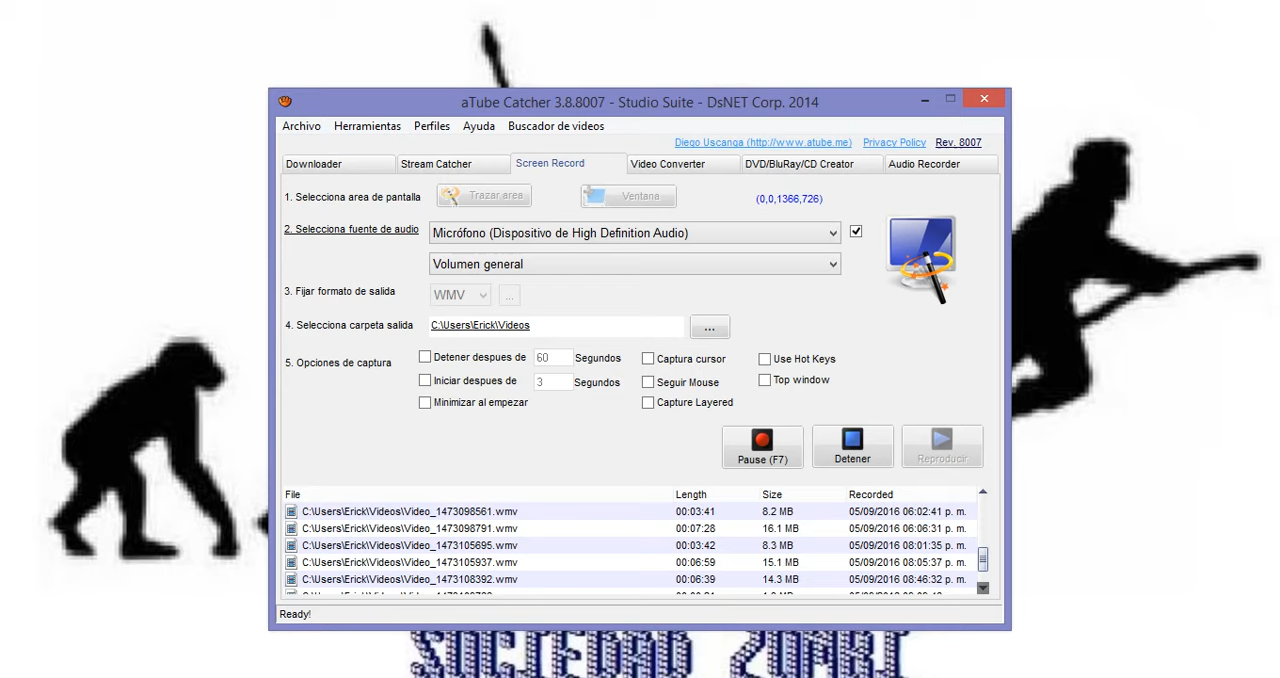 aTube Catcher 3.8.8007 - Studio Suite - DsNET Corp. 2014
Archivo Herramientas Perfiles Ayuda Buscador de videos
Diego Uscanga (http://www.atube.me) Privacy Policy Rev. 8007
Downloader Stream Catcher Screen Record Video Converter DVD/BluRay/CD Creator Audio Recorder
1. Selecciona area de pantalla Trazar area Ventana (0,0,1366,726)
2. Selecciona fuente de audio Micrófono (Dispositivo de High Definition Audio)
Volumen general
3. Fijar formato de salida WMV ...
4. Selecciona carpeta salida C:\Users\Erick\Videos ...
5. Opciones de captura Detener despues de 60 Segundos Captura cursor Use Hot Keys
Iniciar despues de 3 Segundos Seguir Mouse Top window
Minimizar al empezar Capture Layered
Pause (F7) Detener Reproducir
File Length Size Recorded
C:\Users\Erick\Videos\Video_1473098561.wmv 00:03:41 8.2 MB 05/09/2016 06:02:41 p. m.
C:\Users\Erick\Videos\Video_1473098791.wmv 00:07:28 16.1 MB 05/09/2016 06:06:31 p. m.
C:\Users\Erick\Videos\Video_1473105695.wmv 00:03:42 8.3 MB 05/09/2016 08:01:35 p. m.
C:\Users\Erick\Videos\Video_1473105937.wmv 00:06:59 15.1 MB 05/09/2016 08:05:37 p. m.
C:\Users\Erick\Videos\Video_1473108392.wmv 00:06:39 14.3 MB 05/09/2016 08:46:32 p. m.
Ready!
SOCIEDAD ZOMBI